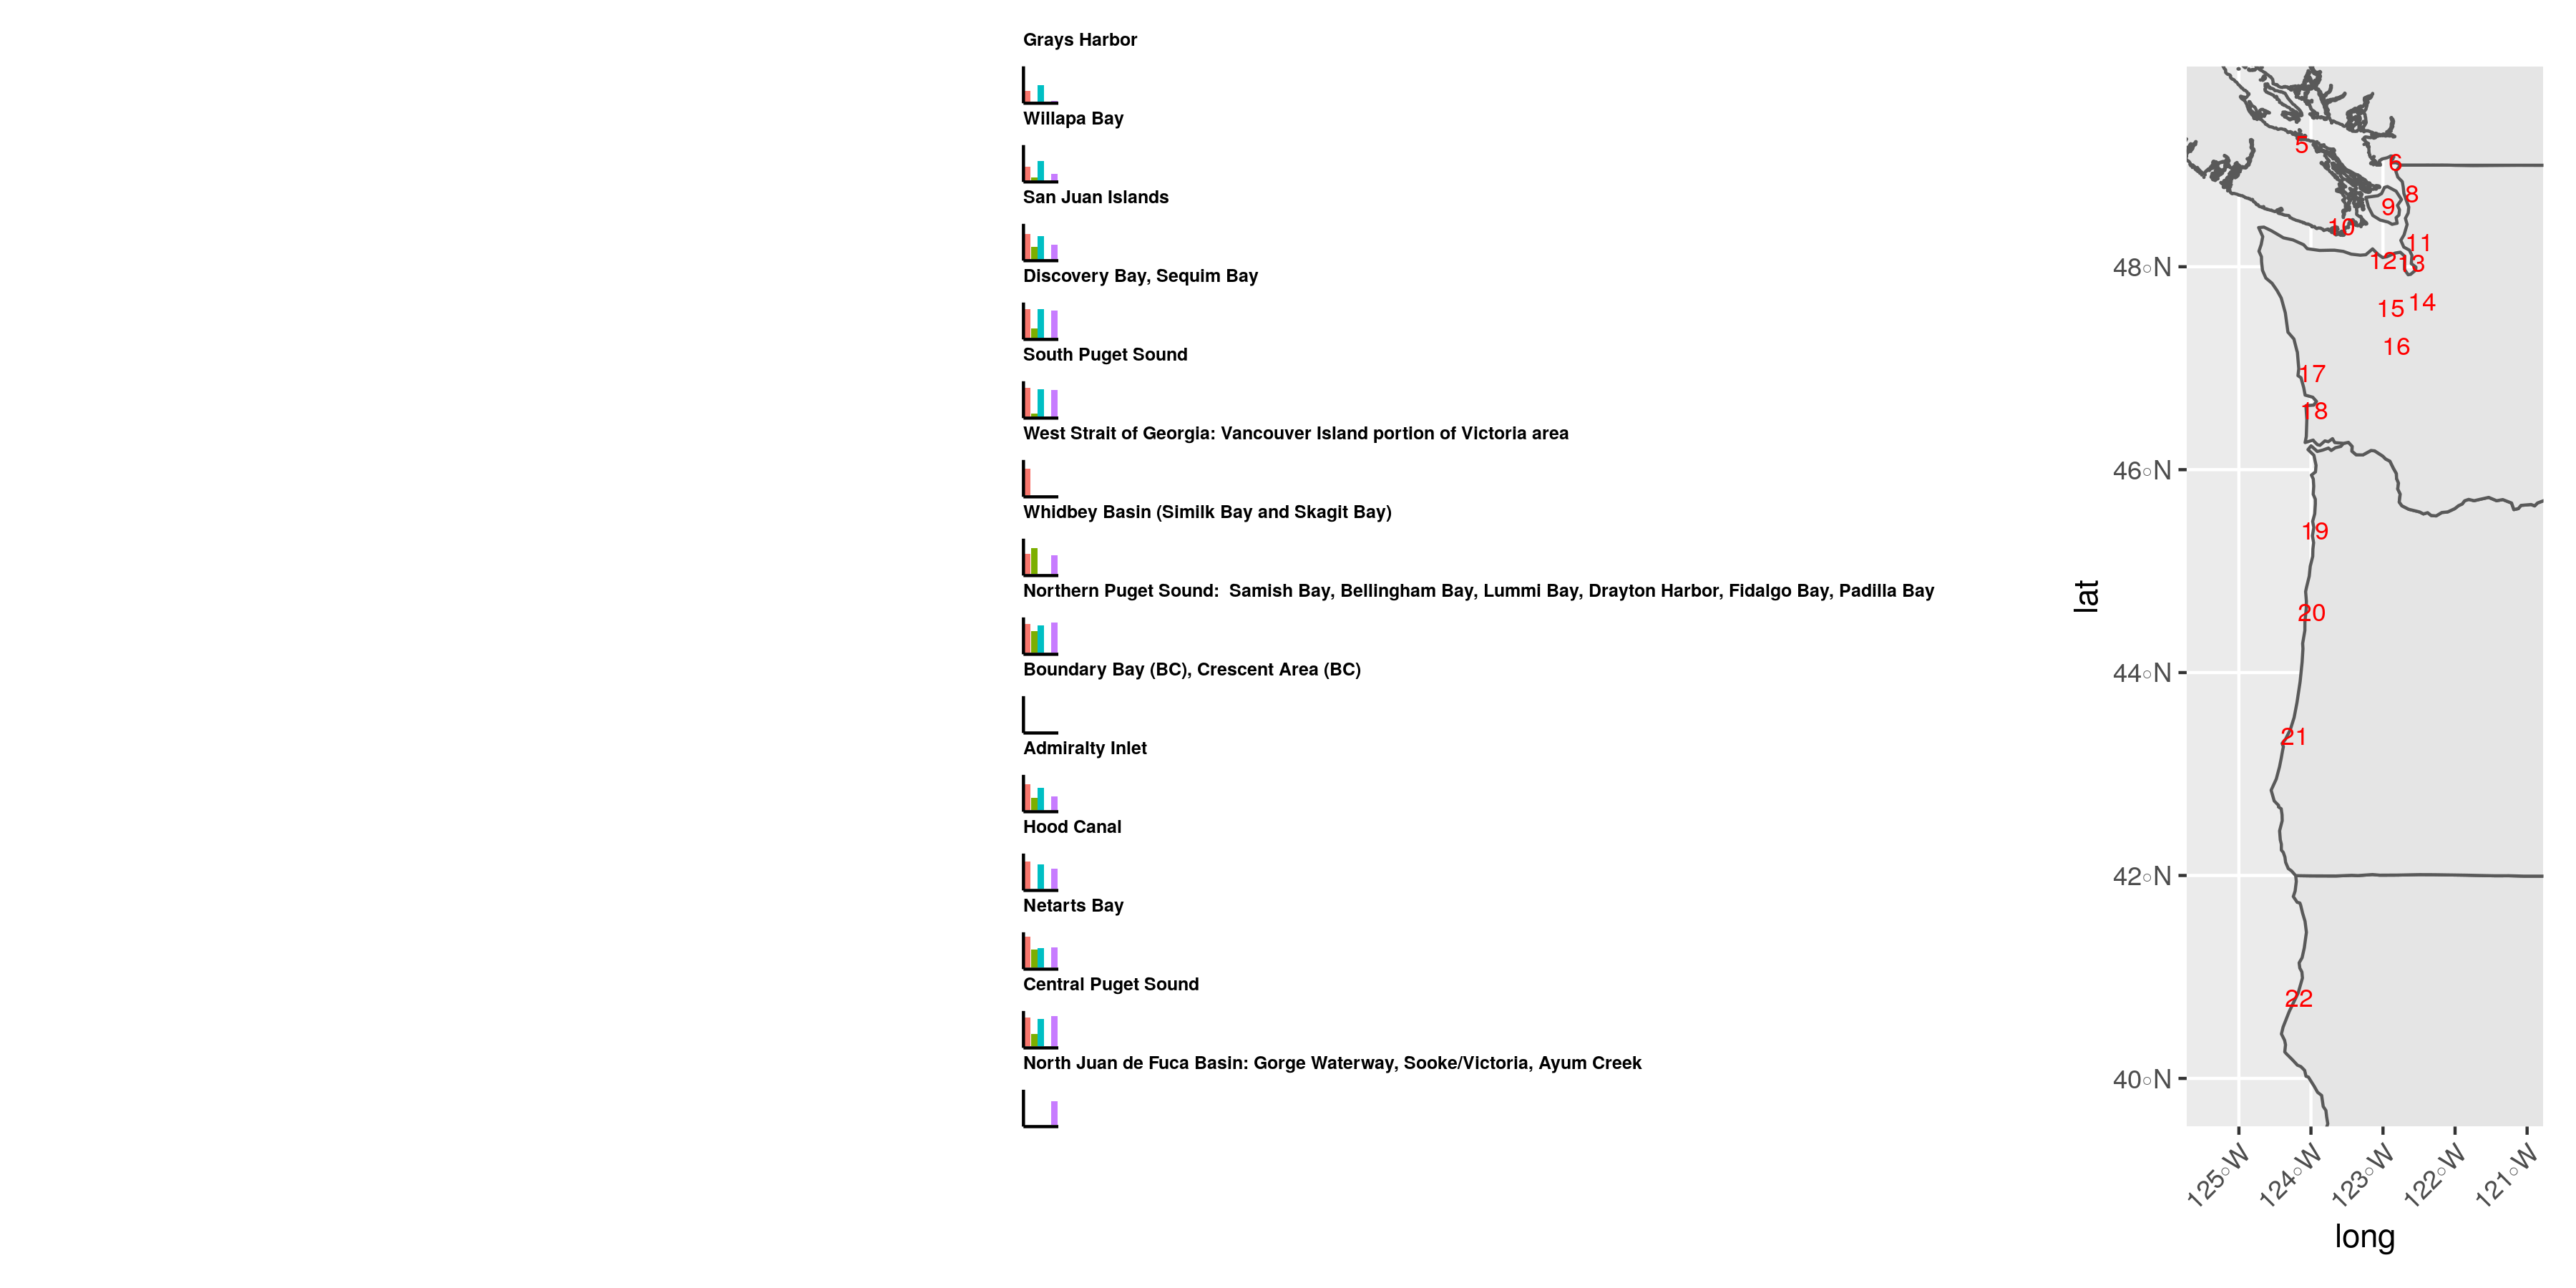 Grays Harbor
Willapa Bay
San Juan Islands
Discovery Bay, Sequim Bay
South Puget Sound
West Strait of Georgia: Vancouver Island portion of Victoria area
Whidbey Basin (Similk Bay and Skagit Bay)
Northern Puget Sound:  Samish Bay, Bellingham Bay, Lummi Bay, Drayton Harbor, Fidalgo Bay, Padilla Bay
Boundary Bay (BC), Crescent Area (BC)
Admiralty Inlet
Hood Canal
Netarts Bay
Central Puget Sound
North Juan de Fuca Basin: Gorge Waterway, Sooke/Victoria, Ayum Creek
lat
48°N
46°N
44°N
42°N
40°N
5
6
8
9
10
11
12
13
14
15
16
17
18
19
20
21
22
125°W
124°W
123°W
122°W
121°W
long